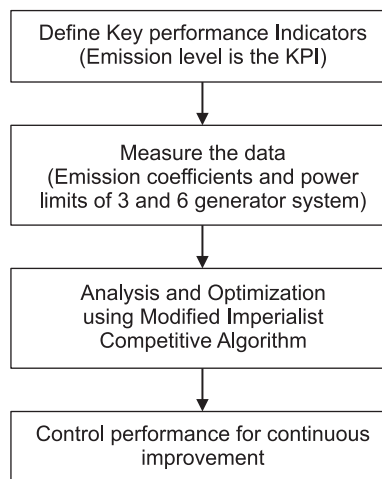 Define Key performance Indicators
(Emission level is the KPI)
Measure the data
(Emission coefficients and power
limits of 3 and 6 generator system)
Analysis and Optimization
using Modified Imperialist
Competitive Algorithm
Control performance for continuous
improvement